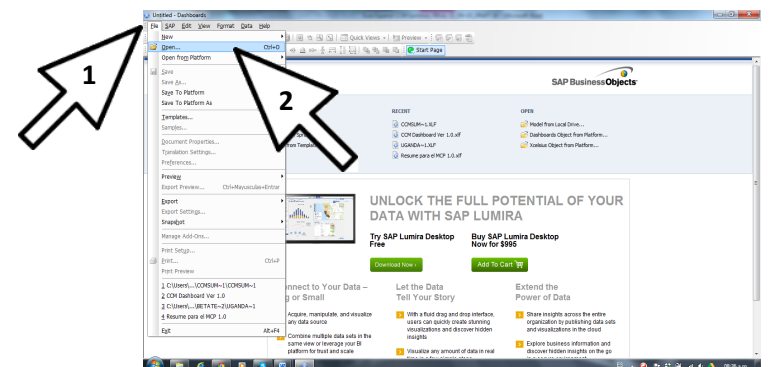 Untitled - Dashboards
File SAP Edit View Format Data Help
New
Quick Views
Preview
Open... Ctrl+O
Start Page
Open from Platform
Save
Save As...
Save To Platform
Save To Platform As
Templates...
Samples...
Document Properties...
Translation Settings...
Preferences...
Preview
Export Preview... Ctrl+Mayusculas+Entrar
Export
Export Settings...
Snapshot
Manage Add-Ons...
Print Setup...
Print... Ctrl+P
Print Preview
1 C:\Users\...\COMSUM~1\COMSUM~1
2 CCM Dashboard Ver 1.0
3 C:\Users\...\BETATE~2\UGANDA~1
4 Resume para el MCP 1.0
Exit Alt+F4
1
2
SAP BusinessObjects
RECENT
COMSUM~1.XLF
CCM Dashboard Ver 1.0.xlf
UGANDA~1.XLF
Resume para el MCP 1.0.xlf
OPEN
Model from Local Drive...
Dashboards Object from Platform...
Xcelsius Object from Platform...
UNLOCK THE FULL POTENTIAL OF YOUR
DATA WITH SAP LUMIRA
Try SAP Lumira Desktop
Free
Buy SAP Lumira Desktop
Now for $995
Download Now ›
Add To Cart
nnect to Your Data –
g or Small
Acquire, manipulate, and visualize
any data source
Combine multiple data sets in the
same view or leverage your BI
platform for trust and scale
Let the Data
Tell Your Story
With a fluid drag and drop interface,
users can quickly create stunning
visualizations and discover hidden
insights
Visualize any amount of data in real
Extend the
Power of Data
Share insights across the entire
organization by publishing data sets
and visualizations in the cloud
Explore business information and
discover hidden insights on the go
ES